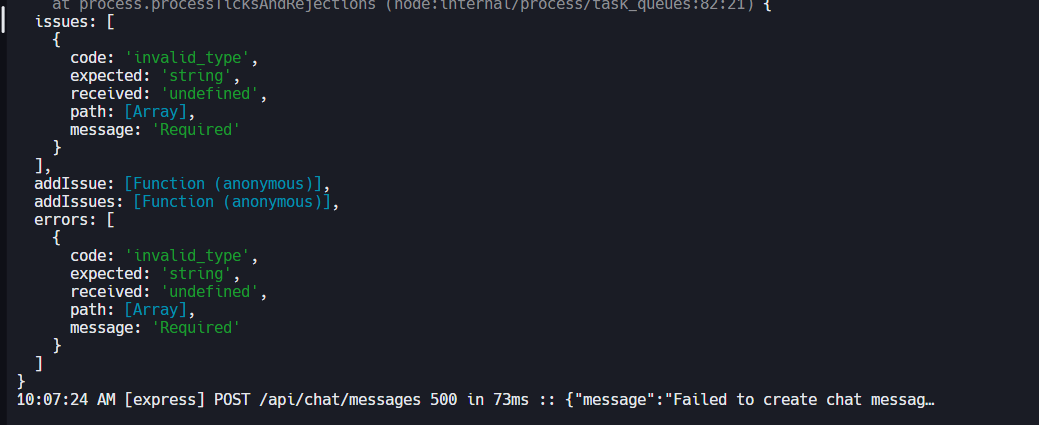 at process.processTicksAndRejections (node:internal/process/task_queues:82:21) {
issues: [
{
code: 'invalid_type',
expected: 'string',
received: 'undefined',
path: [Array],
message: 'Required'
}
],
addIssue: [Function (anonymous)],
addIssues: [Function (anonymous)],
errors: [
{
code: 'invalid_type',
expected: 'string',
received: 'undefined',
path: [Array],
message: 'Required'
}
]
}
10:07:24 AM [express] POST /api/chat/messages 500 in 73ms :: {"message":"Failed to create chat messag…